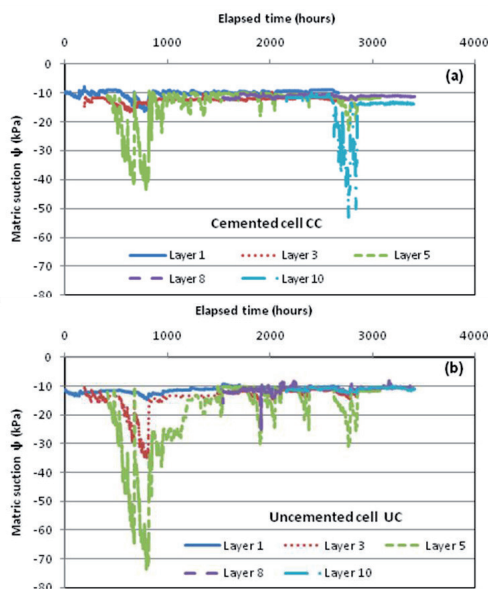 Elapsed time (hours)
0 1000 2000 3000 4000
0
-10
-20
-30
-40
-50
-60
-70
-80
Matric suction ψ (kPa)
(a)
Cemented cell CC
Layer 1 Layer 3 Layer 5
Layer 8 Layer 10
Elapsed time (hours)
0 1000 2000 3000 4000
0
-10
-20
-30
-40
-50
-60
-70
-80
Matric suction ψ (kPa)
(b)
Uncemented cell UC
Layer 1 Layer 3 Layer 5
Layer 8 Layer 10